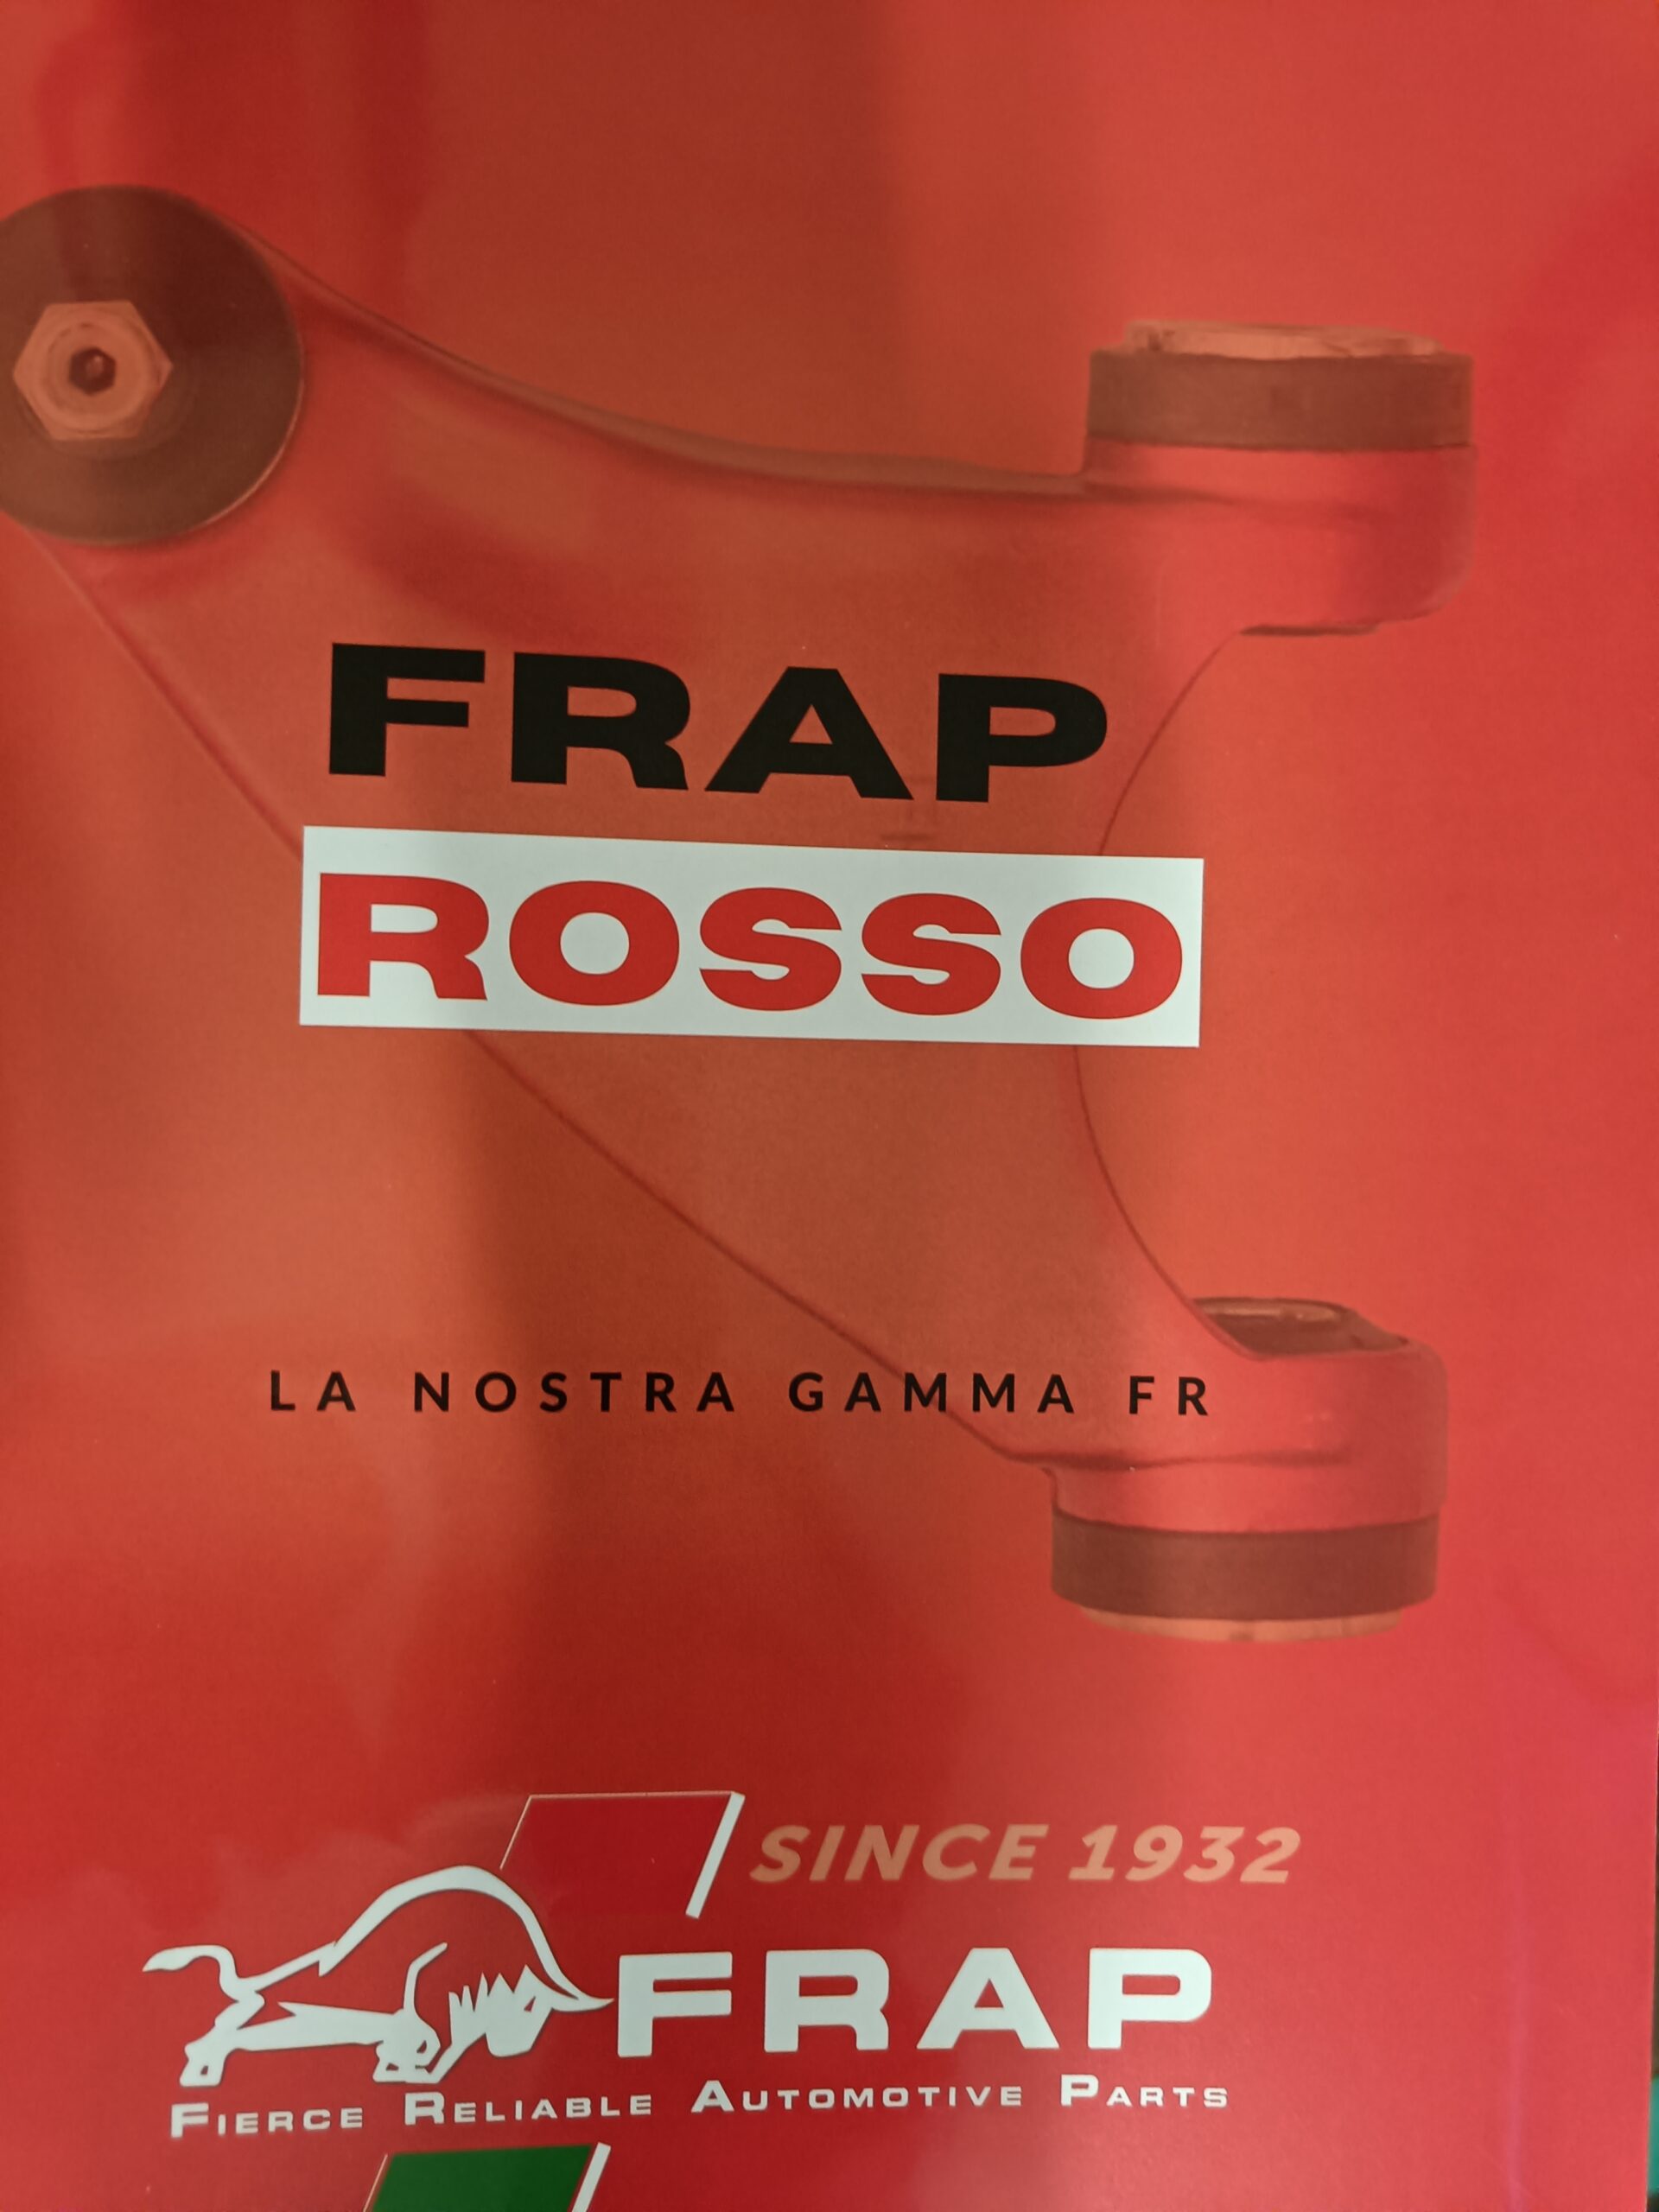 FRAP
ROSSO
LA NOSTRA GAMMA FR
SINCE 1932
FRAP
FIERCE RELIABLE AUTOMOTIVE PARTS